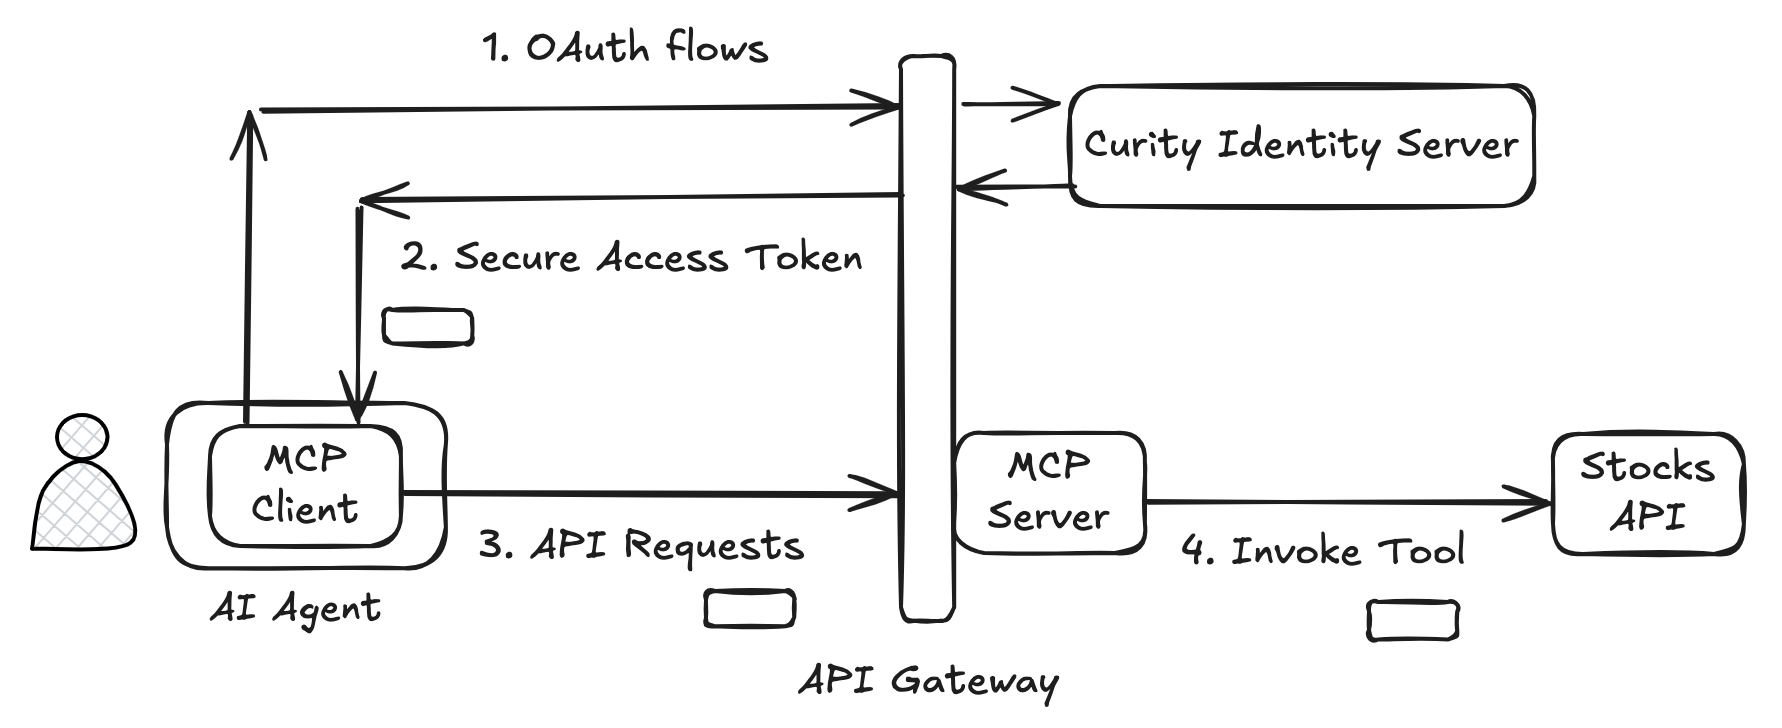 1. OAuth flows
Curity Identity Server
2. Secure Access Token
MCP
Client
MCP
Server
Stocks
API
3. API Requests
4. Invoke Tool
AI Agent
API Gateway